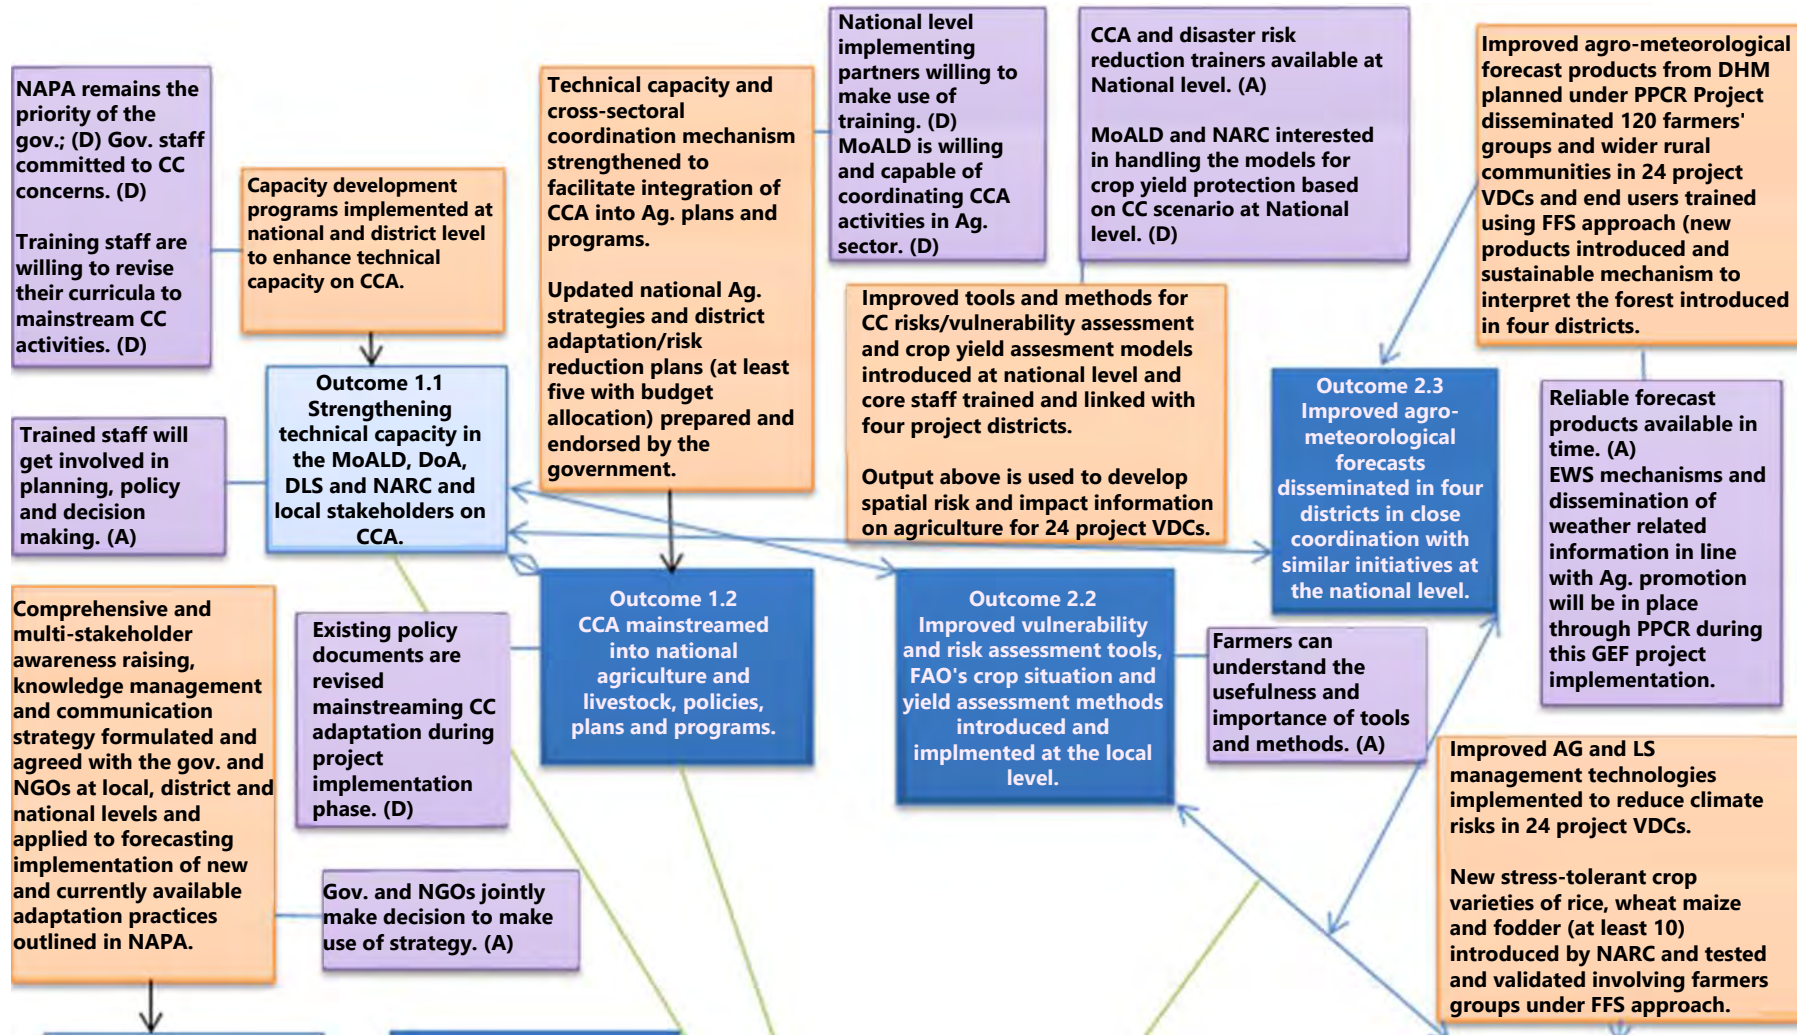 NAPA remains the
priority of the
gov.; (D) Gov. staff
committed to CC
concerns. (D)
Training staff are
willing to revise
their curricula to
mainstream CC
activities. (D)
Capacity development
programs implemented at
national and district level
to enhance technical
capacity on CCA.
Technical capacity and
cross-sectoral
coordination mechanism
strengthened to
facilitate integration of
CCA into Ag. plans and
programs.
Updated national Ag.
strategies and district
adaptation/risk
reduction plans (at least
five with budget
allocation) prepared and
endorsed by the
government.
National level
implementing
partners willing to
make use of
training. (D)
MoALD is willing
and capable of
coordinating CCA
activities in Ag.
sector. (D)
CCA and disaster risk
reduction trainers available at
National level. (A)
MoALD and NARC interested
in handling the models for
crop yield protection based
on CC scenario at National
level. (D)
Improved agro-meteorological
forecast products from DHM
planned under PPCR Project
disseminated 120 farmers'
groups and wider rural
communities in 24 project
VDCs and end users trained
using FFS approach (new
products introduced and
sustainable mechanism to
interpret the forest introduced
in four districts.
Improved tools and methods for
CC risks/vulnerability assessment
and crop yield assesment models
introduced at national level and
core staff trained and linked with
four project districts.
Output above is used to develop
spatial risk and impact information
on agriculture for 24 project VDCs.
Outcome 1.1
Strengthening
technical capacity in
the MoALD, DoA,
DLS and NARC and
local stakeholders on
CCA.
Trained staff will
get involved in
planning, policy
and decision
making. (A)
Outcome 2.3
Improved agro-
meteorological
forecasts
disseminated in four
districts in close
coordination with
similar initiatives at
the national level.
Reliable forecast
products available in
time. (A)
EWS mechanisms and
dissemination of
weather related
information in line
with Ag. promotion
will be in place
through PPCR during
this GEF project
implementation.
Comprehensive and
multi-stakeholder
awareness raising,
knowledge management
and communication
strategy formulated and
agreed with the gov. and
NGOs at local, district and
national levels and
applied to forecasting
implementation of new
and currently available
adaptation practices
outlined in NAPA.
Existing policy
documents are
revised
mainstreaming CC
adaptation during
project
implementation
phase. (D)
Outcome 1.2
CCA mainstreamed
into national
agriculture and
livestock, policies,
plans and programs.
Outcome 2.2
Improved vulnerability
and risk assessment tools,
FAO's crop situation and
yield assessment methods
introduced and
implmented at the local
level.
Farmers can
understand the
usefulness and
importance of tools
and methods. (A)
Gov. and NGOs jointly
make decision to make
use of strategy. (A)
Improved AG and LS
management technologies
implemented to reduce climate
risks in 24 project VDCs.
New stress-tolerant crop
varieties of rice, wheat maize
and fodder (at least 10)
introduced by NARC and tested
and validated involving farmers
groups under FFS approach.